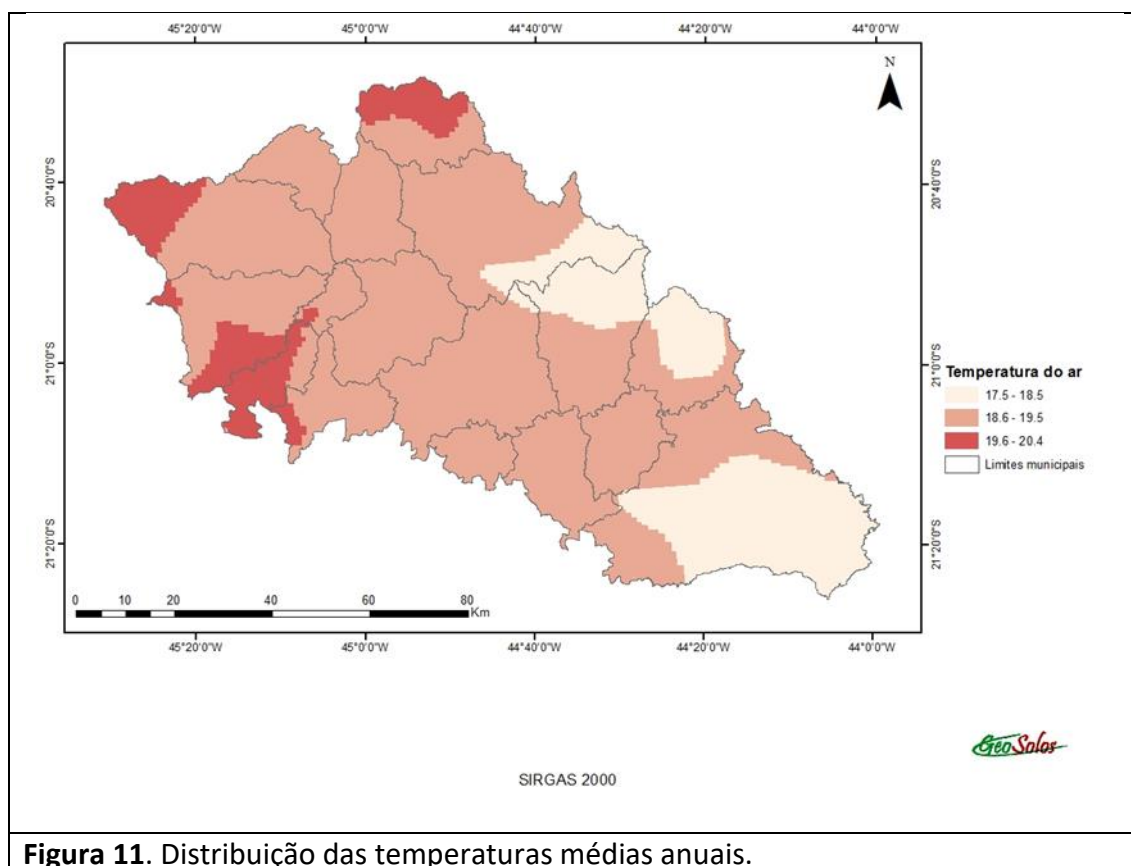 45°20'0"W 45°0'0"W 44°40'0"W 44°20'0"W 44°0'0"W
N
20°40'0"S 20°40'0"S
21°0'0"S 21°0'0"S
Temperatura do ar
17.5 - 18.5
18.6 - 19.5
19.6 - 20.4
Limites municipais
21°20'0"S 21°20'0"S
0 10 20 40 60 80
Km
45°20'0"W 45°0'0"W 44°40'0"W 44°20'0"W 44°0'0"W
GeoSolos
SIRGAS 2000
Figura 11. Distribuição das temperaturas médias anuais.